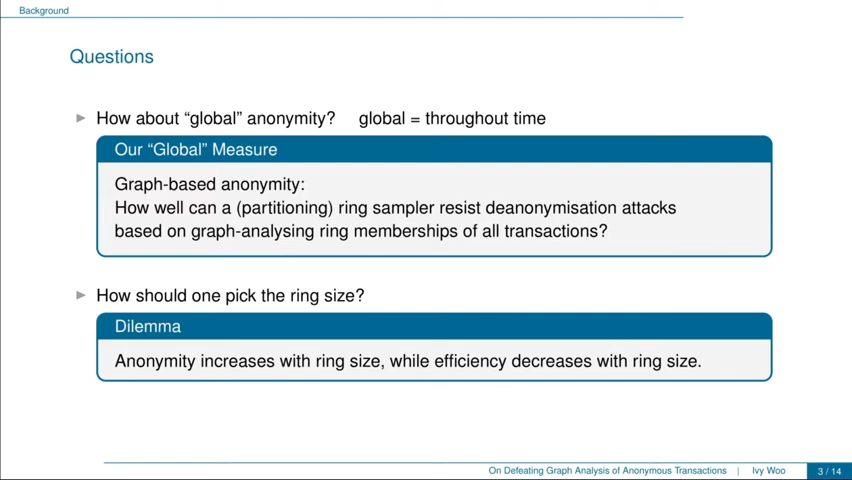 Background
Questions
▶ How about “global” anonymity? global = throughout time
Our “Global” Measure
Graph-based anonymity:
How well can a (partitioning) ring sampler resist deanonymisation attacks
based on graph-analysing ring memberships of all transactions?
▶ How should one pick the ring size?
Dilemma
Anonymity increases with ring size, while efficiency decreases with ring size.
On Defeating Graph Analysis of Anonymous Transactions | Ivy Woo 3 / 14